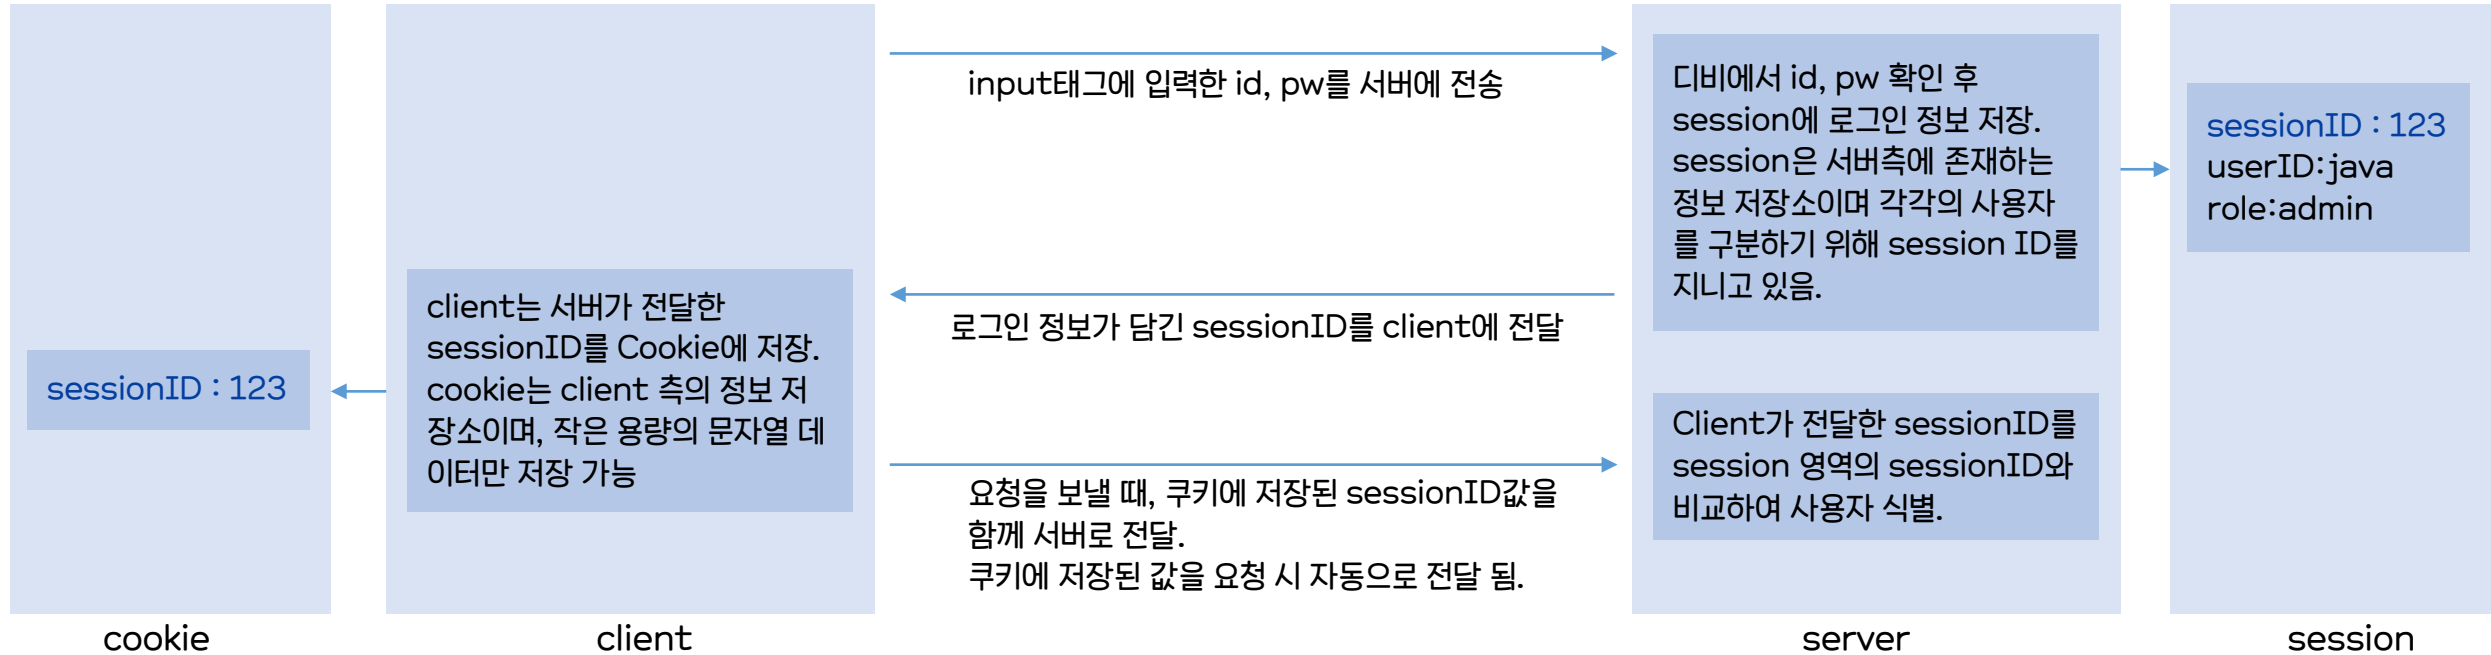 input태그에 입력한 id, pw를 서버에 전송
디비에서 id, pw 확인 후
session에 로그인 정보 저장.
session은 서버측에 존재하는
정보 저장소이며 각각의 사용자
를 구분하기 위해 session ID를
지니고 있음.
sessionID : 123
userID:java
role:admin
로그인 정보가 담긴 sessionID를 client에 전달
client는 서버가 전달한
sessionID를 Cookie에 저장.
cookie는 client 측의 정보 저
장소이며, 작은 용량의 문자열 데
이터만 저장 가능
sessionID : 123
요청을 보낼 때, 쿠키에 저장된 sessionID값을
함께 서버로 전달.
쿠키에 저장된 값을 요청 시 자동으로 전달 됨.
Client가 전달한 sessionID를
session 영역의 sessionID와
비교하여 사용자 식별.
cookie
client
server
session